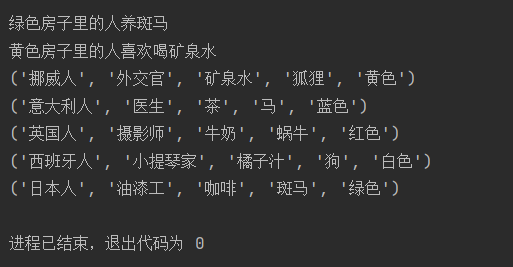 绿色房子里的人养斑马
黄色房子里的人喜欢喝矿泉水
('挪威人', '外交官', '矿泉水', '狐狸', '黄色')
('意大利人', '医生', '茶', '马', '蓝色')
('英国人', '摄影师', '牛奶', '蜗牛', '红色')
('西班牙人', '小提琴家', '橘子汁', '狗', '白色')
('日本人', '油漆工', '咖啡', '斑马', '绿色')
进程已结束，退出代码为 0